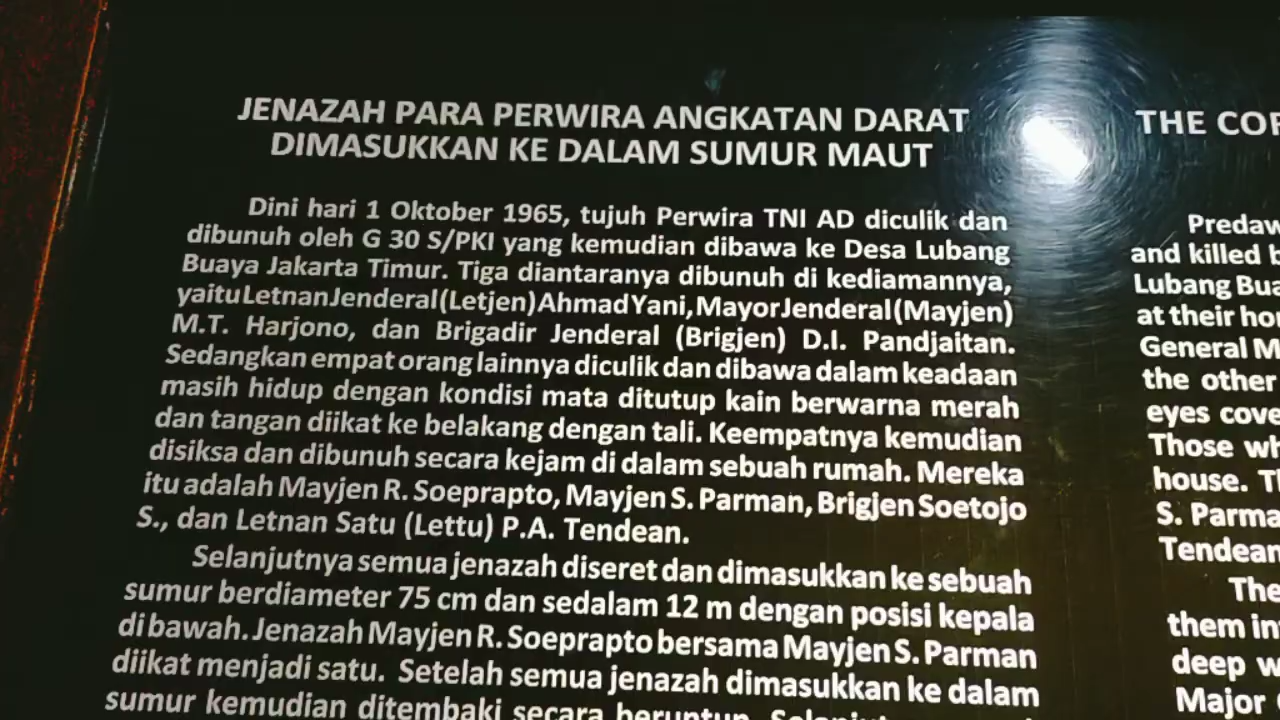 JENAZAH PARA PERWIRA ANGKATAN DARAT
DIMASUKKAN KE DALAM SUMUR MAUT
Dini hari 1 Oktober 1965, tujuh Perwira TNI AD diculik dan
dibunuh oleh G 30 S/PKI yang kemudian dibawa ke Desa Lubang
Buaya Jakarta Timur. Tiga diantaranya dibunuh di kediamannya,
yaitu Letnan Jenderal (Letjen) Ahmad Yani, Mayor Jenderal (Mayjen)
M.T. Harjono, dan Brigadir Jenderal (Brigjen) D.I. Pandjaitan.
Sedangkan empat orang lainnya diculik dan dibawa dalam keadaan
masih hidup dengan kondisi mata ditutup kain berwarna merah
dan tangan diikat ke belakang dengan tali. Keempatnya kemudian
disiksa dan dibunuh secara kejam di dalam sebuah rumah. Mereka
itu adalah Mayjen R. Soeprapto, Mayjen S. Parman, Brigjen Soetojo
S., dan Letnan Satu (Lettu) P.A. Tendean.
Selanjutnya semua jenazah diseret dan dimasukkan ke sebuah
sumur berdiameter 75 cm dan sedalam 12 m dengan posisi kepala
di bawah. Jenazah Mayjen R. Soeprapto bersama Mayjen S. Parman
diikat menjadi satu. Setelah semua jenazah dimasukkan ke dalam
sumur kemudian ditembaki secara beruntun.
THE
Predaw
and killed
Lubang Bua
at their
General M
the other
eyes cove
Those wh
house.
S. Parma
Tendean
The
them
deep
Major